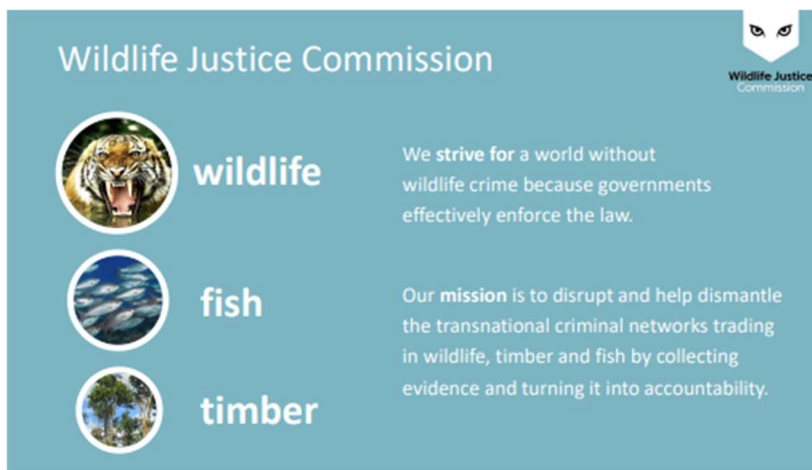 Wildlife Justice Commission
Wildlife Justice
Commission
wildlife
We strive for a world without
wildlife crime because governments
effectively enforce the law.
fish
Our mission is to disrupt and help dismantle
the transnational criminal networks trading
in wildlife, timber and fish by collecting
evidence and turning it into accountability.
timber